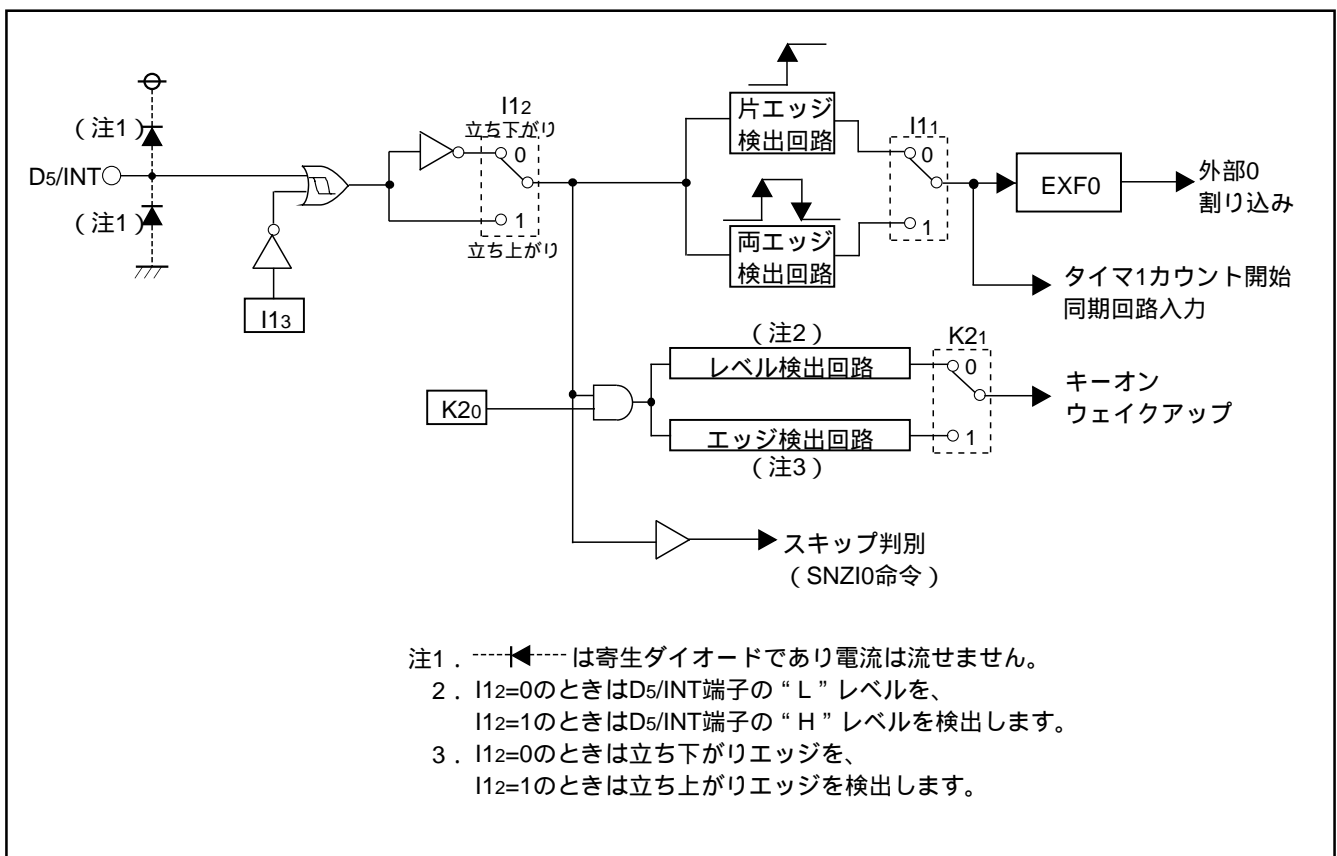 I12
立ち下がり
0
1
立ち上がり
(注1)
D5/INT
(注1)
I13
片エッジ
検出回路
両エッジ
検出回路
I11
0
1
EXF0
外部0
割り込み
タイマ1カウント開始
同期回路入力
(注2)
レベル検出回路
K20
エッジ検出回路
(注3)
K21
0
1
キーオン
ウェイクアップ
スキップ判別
(SNZI0命令)
注1. は寄生ダイオードであり電流は流せません。
2. I12=0のときはD5/INT端子の“L”レベルを、
I12=1のときはD5/INT端子の“H”レベルを検出します。
3. I12=0のときは立ち下がりエッジを、
I12=1のときは立ち上がりエッジを検出します。